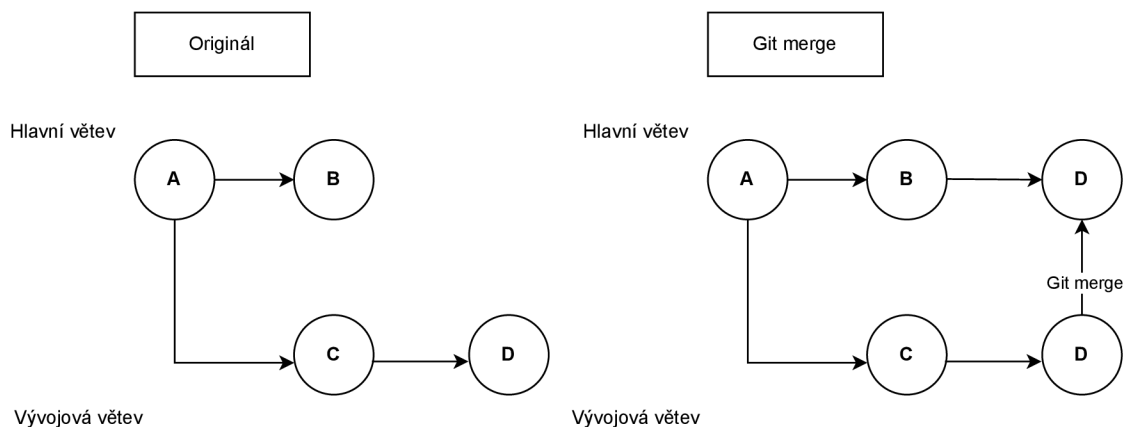 Originál
Git merge
Hlavní větev
A
B
C
D
Vývojová větev
Hlavní větev
A
B
D
Git merge
C
D
Vývojová větev